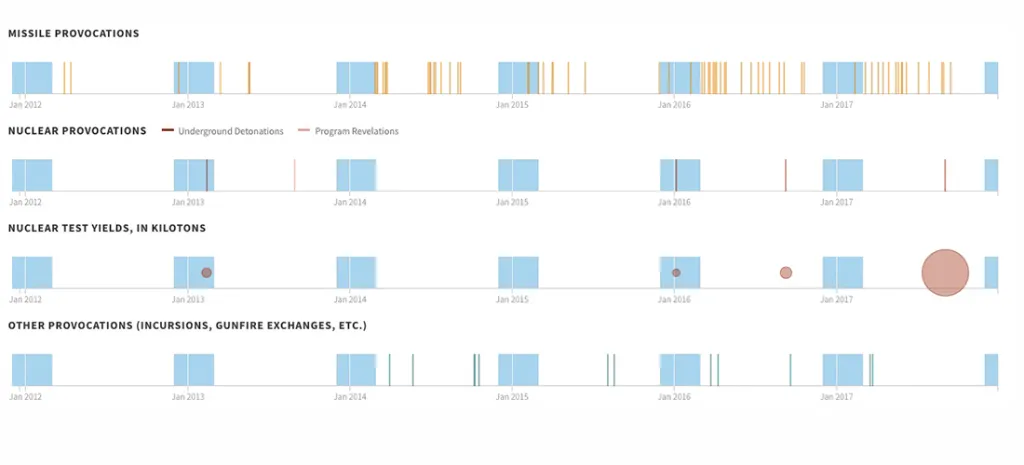 MISSILE PROVOCATIONS
Jan 2012 Jan 2013 Jan 2014 Jan 2015 Jan 2016 Jan 2017
NUCLEAR PROVOCATIONS Underground Detonations Program Revelations
Jan 2012 Jan 2013 Jan 2014 Jan 2015 Jan 2016 Jan 2017
NUCLEAR TEST YIELDS, IN KILOTONS
Jan 2012 Jan 2013 Jan 2014 Jan 2015 Jan 2016 Jan 2017
OTHER PROVOCATIONS (INCURSIONS, GUNFIRE EXCHANGES, ETC.)
Jan 2012 Jan 2013 Jan 2014 Jan 2015 Jan 2016 Jan 2017